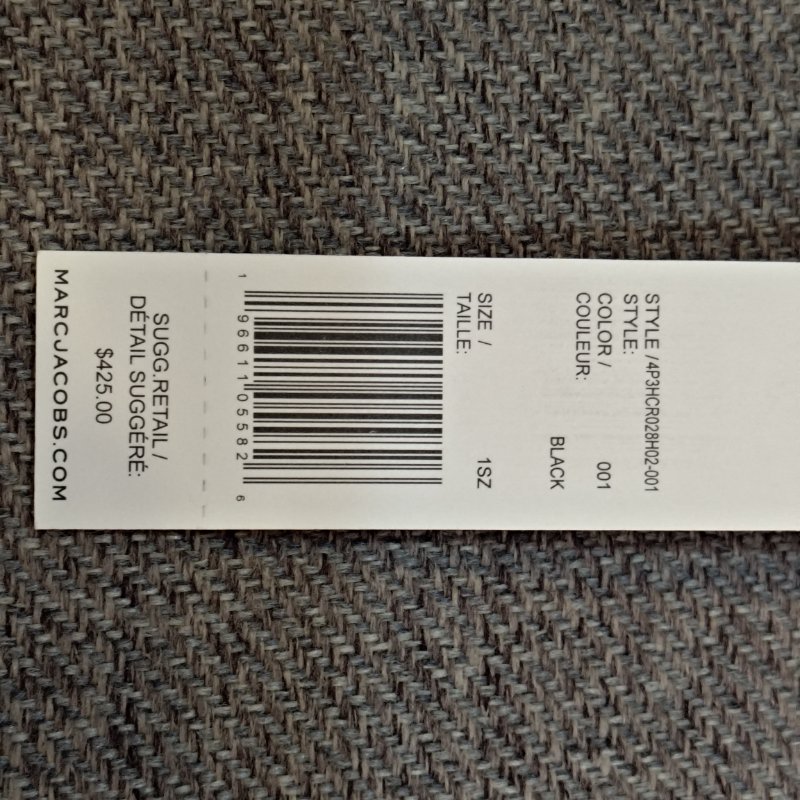 STYLE /4P3HCR028H02-001
STYLE:
COLOR / 001
COULEUR:
BLACK
SIZE / 1SZ
TAILLE:
1 96611 05582 6
SUGG.RETAIL /
DÉTAIL SUGGÉRÉ:
$425.00
MARCJACOBS.COM